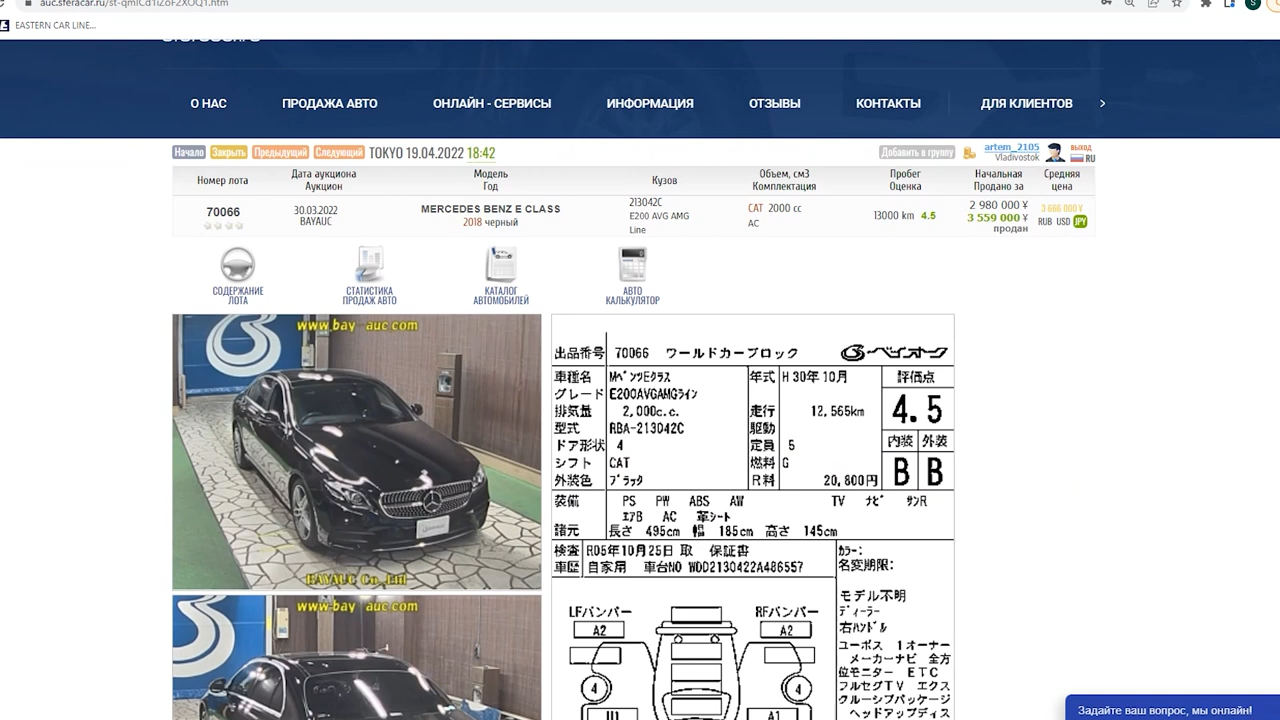 auc.sferacar.ru/st-qmICd1iZoF2XOQ1.htm
EASTERN CAR LINE...
О НАС ПРОДАЖА АВТО ОНЛАЙН - СЕРВИСЫ ИНФОРМАЦИЯ ОТЗЫВЫ КОНТАКТЫ ДЛЯ КЛИЕНТОВ >
Начало Закрыть Предыдущий Следующий TOKYO 19.04.2022 18:42 Добавить в группу artem_2105 ВЫХОД
Vladivostok RU
Номер лота Дата аукциона Модель Кузов Объем, см3 Пробег Начальная Средняя
Аукцион Год Комплектация Оценка Продано за цена
70066 30.03.2022 MERCEDES BENZ E CLASS 213042C CAT 2000 cc 13000 km 4.5 2 980 000 ¥ 3 666 000 ¥
BAYAUC 2018 черный E200 AVG AMG AC 3 559 000 ¥ RUB USD JPY
Line продан
СОДЕРЖАНИЕ СТАТИСТИКА КАТАЛОГ АВТО
ЛОТА ПРОДАЖ АВТО АВТОМОБИЛЕЙ КАЛЬКУЛЯТОР
www.bay auc.com
BAYAUC Co.,Ltd
www.bay auc.com
出品番号 70066 ワールドカーブロック ベイオーク
車種名 MベンツEクラス 年式 H 30年 10月 評価点
グレード E200AVGAMGライン
排気量 2,000c.c. 走行 12,565km 4.5
型式 RBA-213042C 駆動
ドア形状 4 定員 5 内装 外装
シフト CAT 燃料 G B B
外装色 ブラック R料 20,800円
装備 PS PW ABS AW TV ナビ サンR
エアB AC 革シート
諸元 長さ 495cm 幅 185cm 高さ 145cm
検査 R05年10月25日 取 保証書 カラー:
車歴 自家用 車台NO WDD2130422A486557 名変期限:
モデル不明
ディーラー
右ハンドル
ユーポス 1オーナー
メーカーナビ 全方
位モニター ETC
フルセグTV エクス
クルーシブパッケージ
ヘッドアップディス
LFバンパー RFバンパー
A2 A2
4 4
U1 A1
Задайте ваш вопрос, мы онлайн!